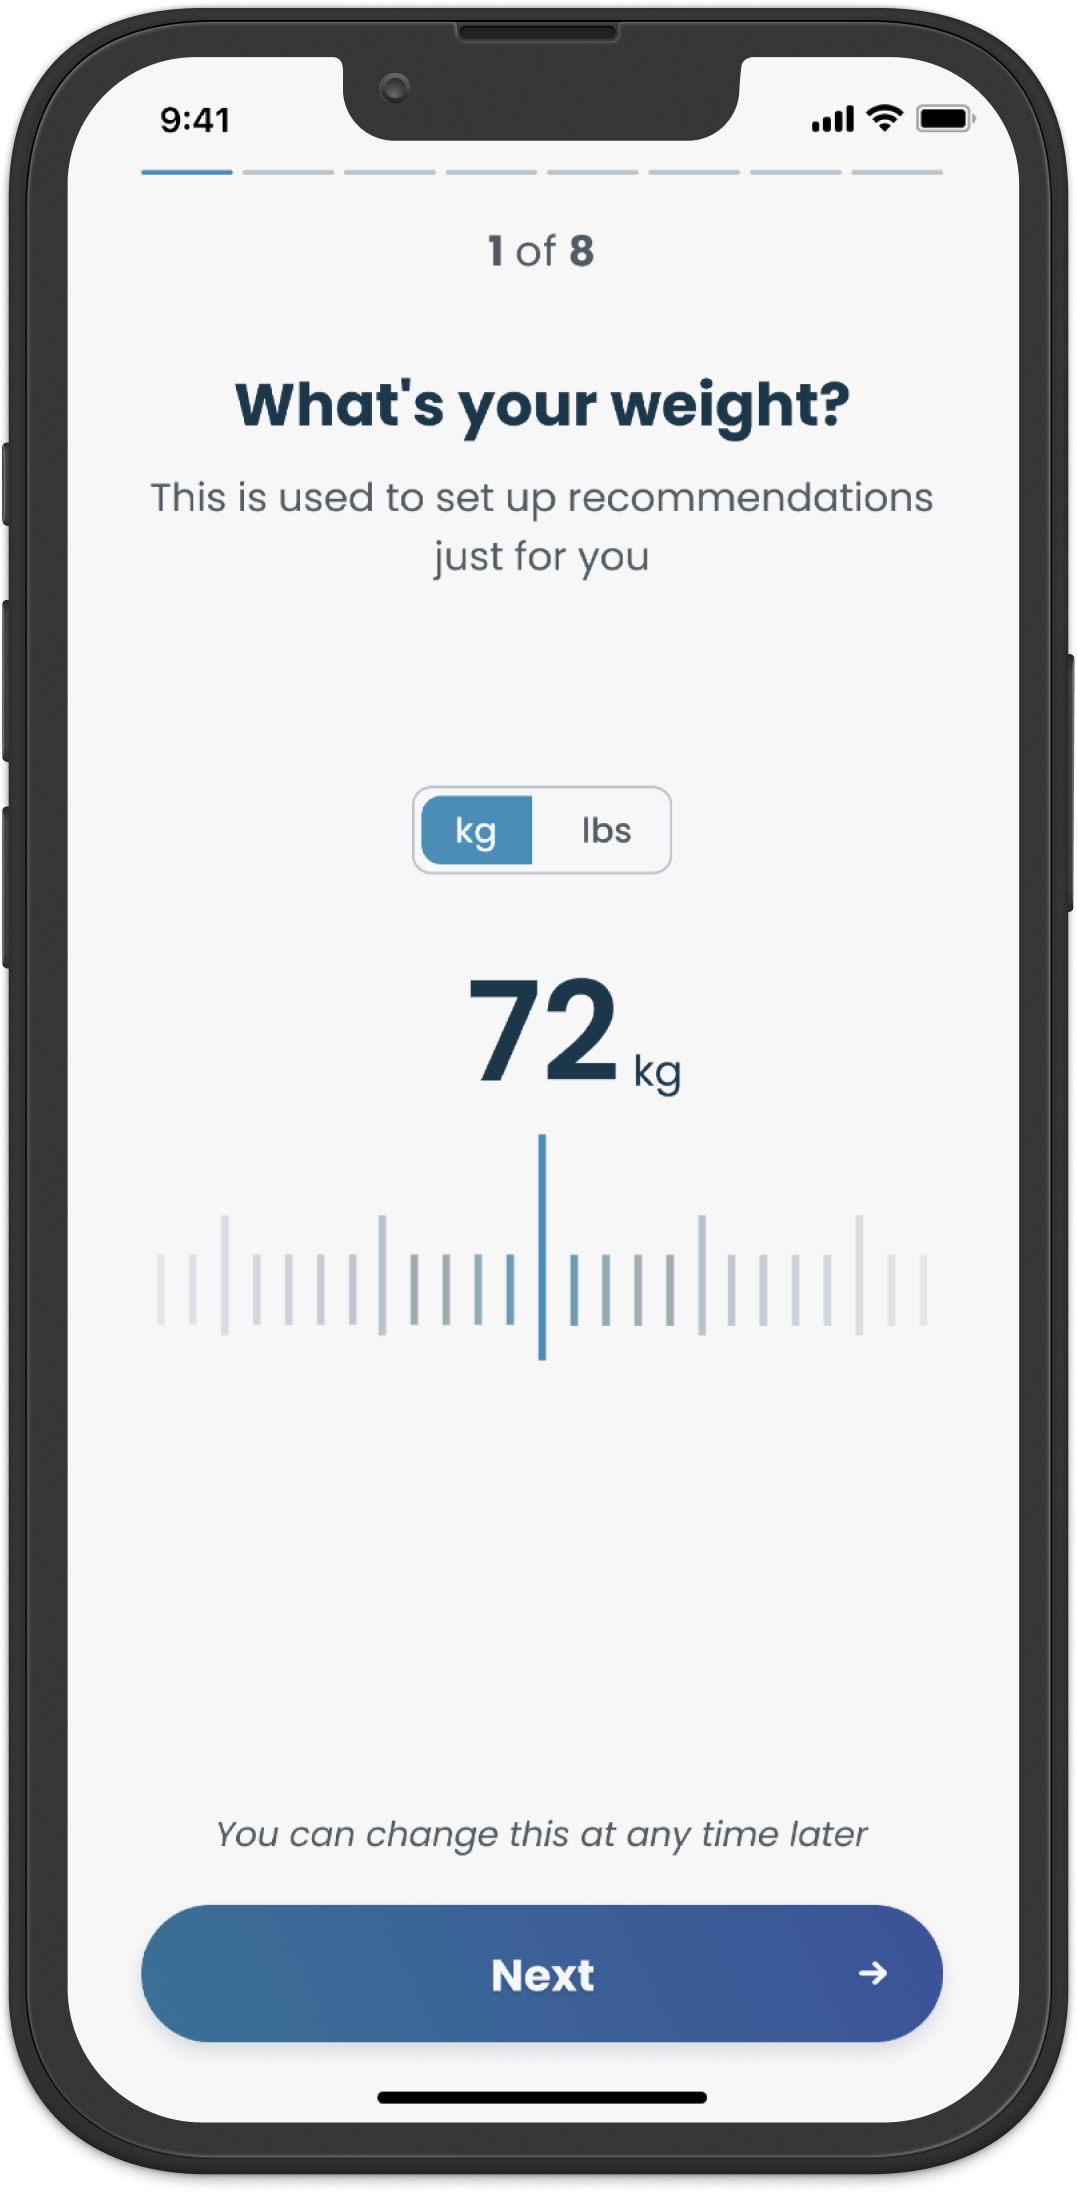 9:41
1 of 8
What's your weight?
This is used to set up recommendations
just for you
kg lbs
72 kg
You can change this at any time later
Next